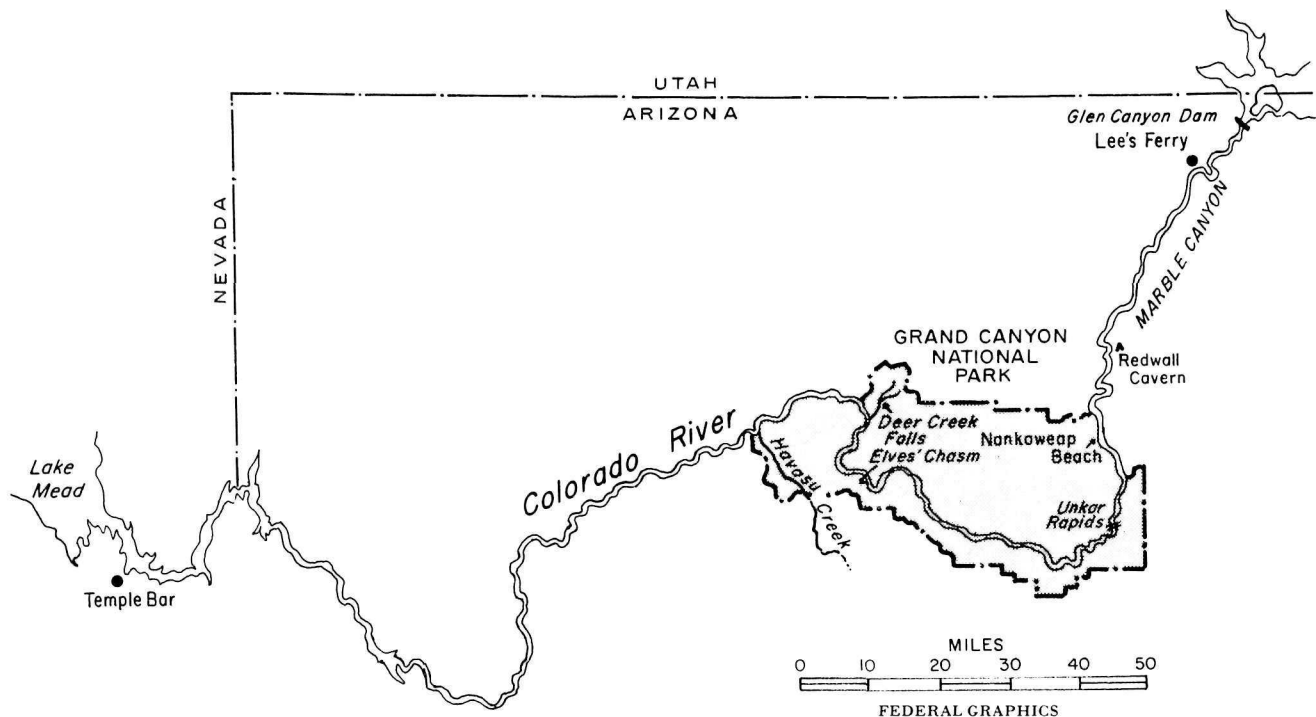 UTAH
ARIZONA
NEVADA
Glen Canyon Dam
Lee's Ferry
MARBLE CANYON
GRAND CANYON
NATIONAL
PARK
Redwall
Cavern
Deer Creek
Falls
Elves' Chasm
Nankoweap
Beach
Colorado River
Havasu Creek
Unkar
Rapids
Lake
Mead
Temple Bar
MILES
0 10 20 30 40 50
FEDERAL GRAPHICS